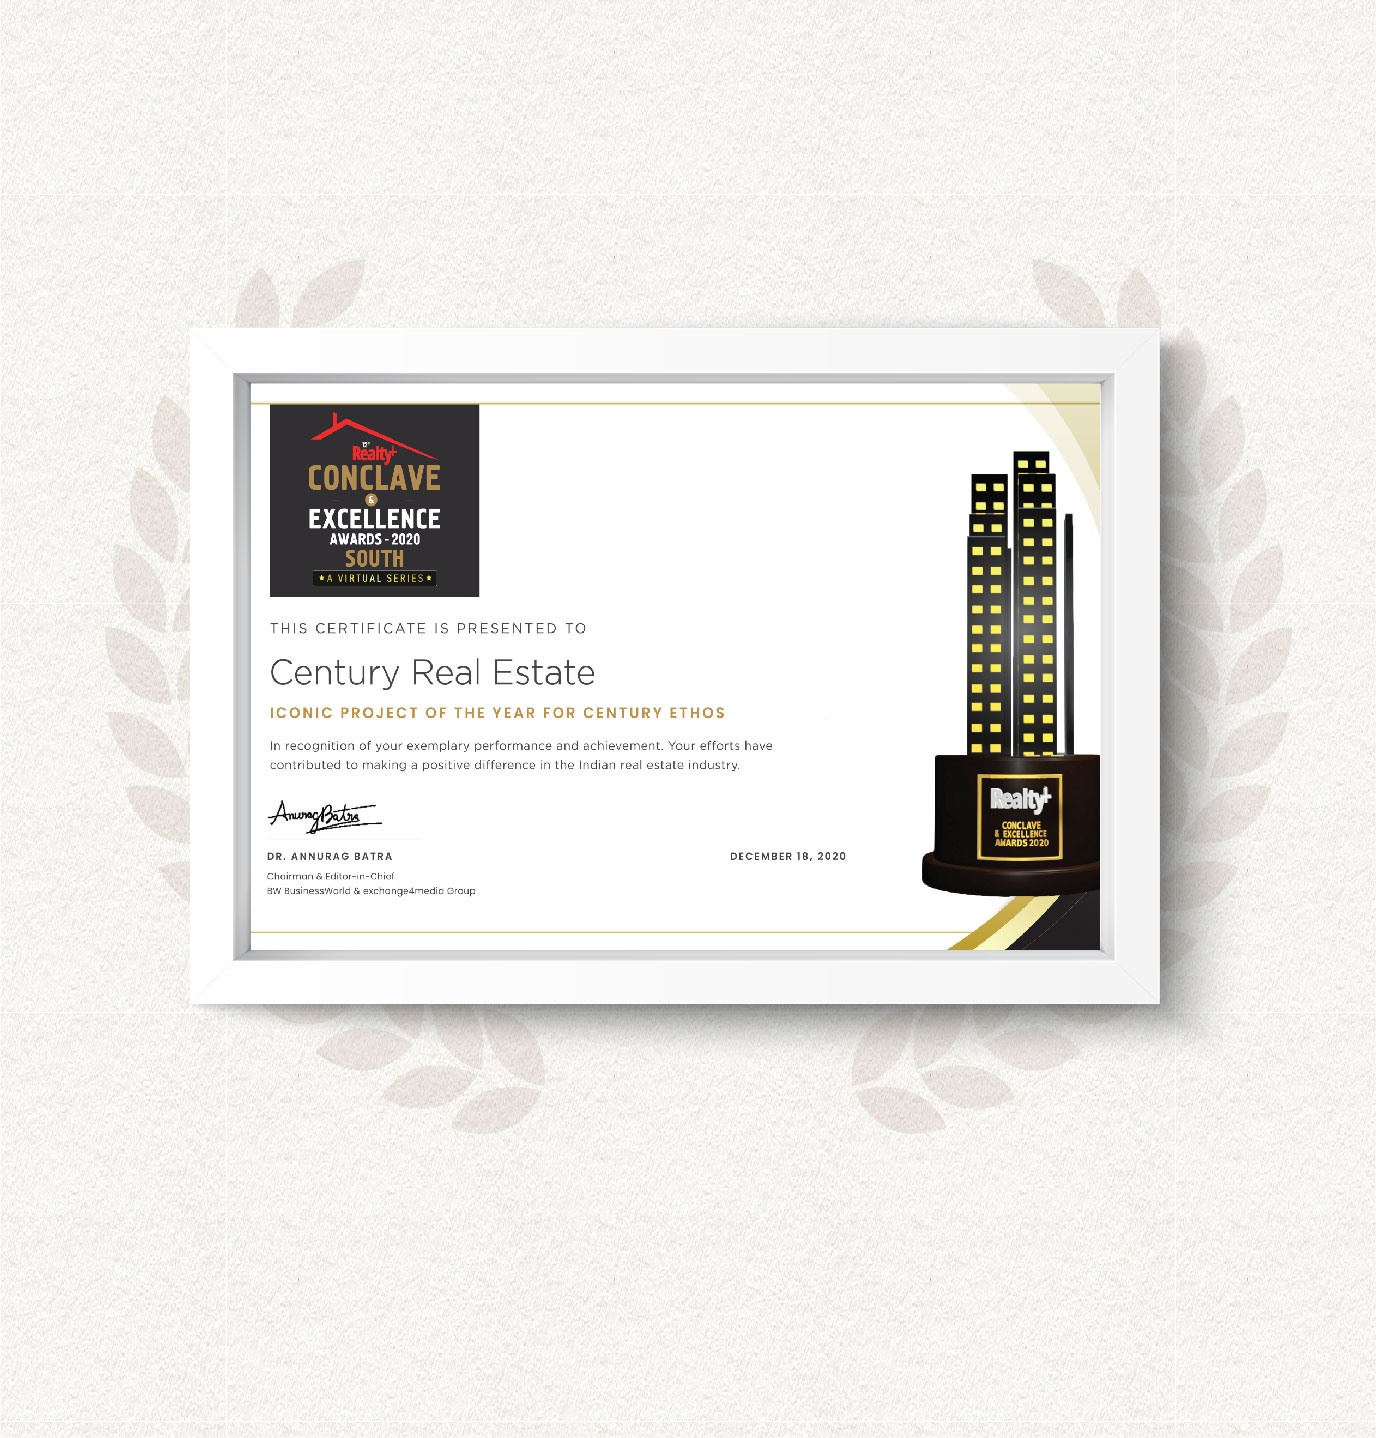 12th
Realty+
CONCLAVE
&
EXCELLENCE
AWARDS - 2020
SOUTH
★ A VIRTUAL SERIES ★
THIS CERTIFICATE IS PRESENTED TO
Century Real Estate
ICONIC PROJECT OF THE YEAR FOR CENTURY ETHOS
In recognition of your exemplary performance and achievement. Your efforts have
contributed to making a positive difference in the Indian real estate industry.
Anurag Batra
DR. ANNURAG BATRA
Chairman & Editor-in-Chief
BW BusinessWorld & exchange4media Group
DECEMBER 18, 2020
Realty+
CONCLAVE
& EXCELLENCE
AWARDS 2020